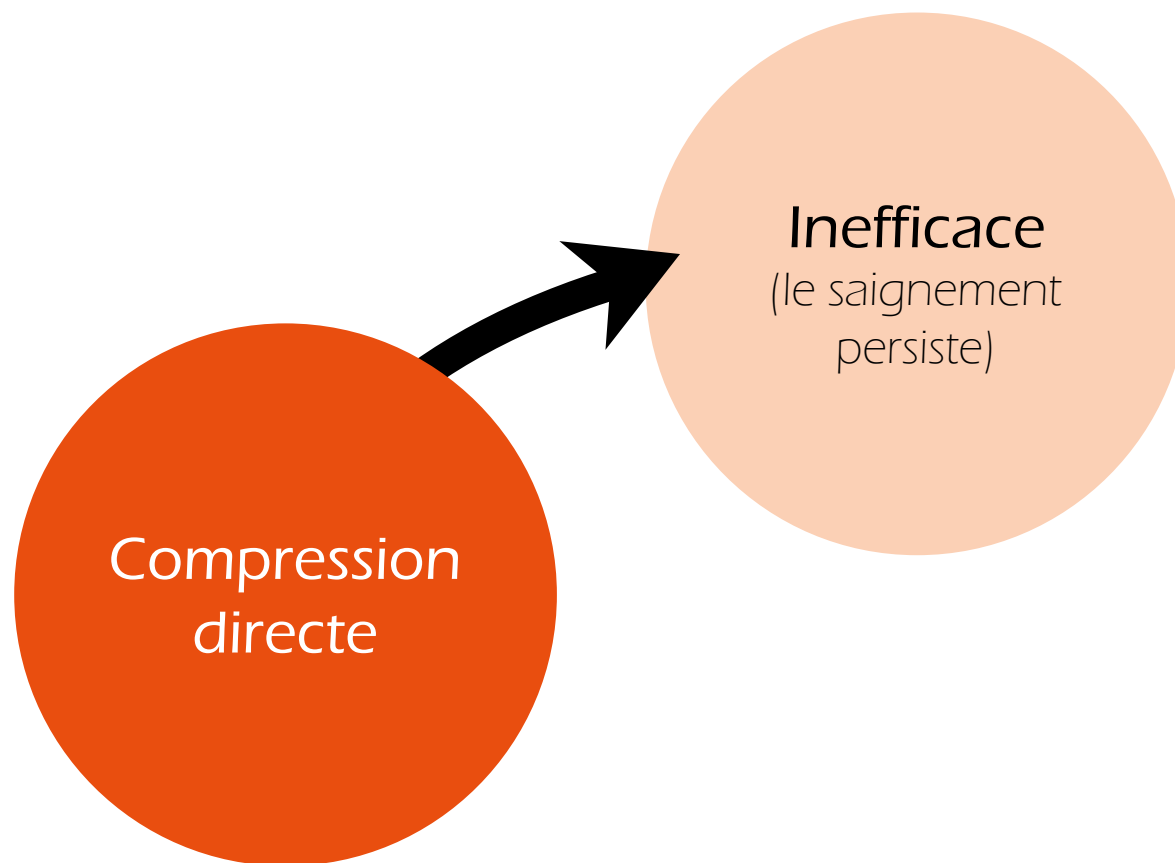 Inefficace
(le saignement
persiste)
Compression
directe